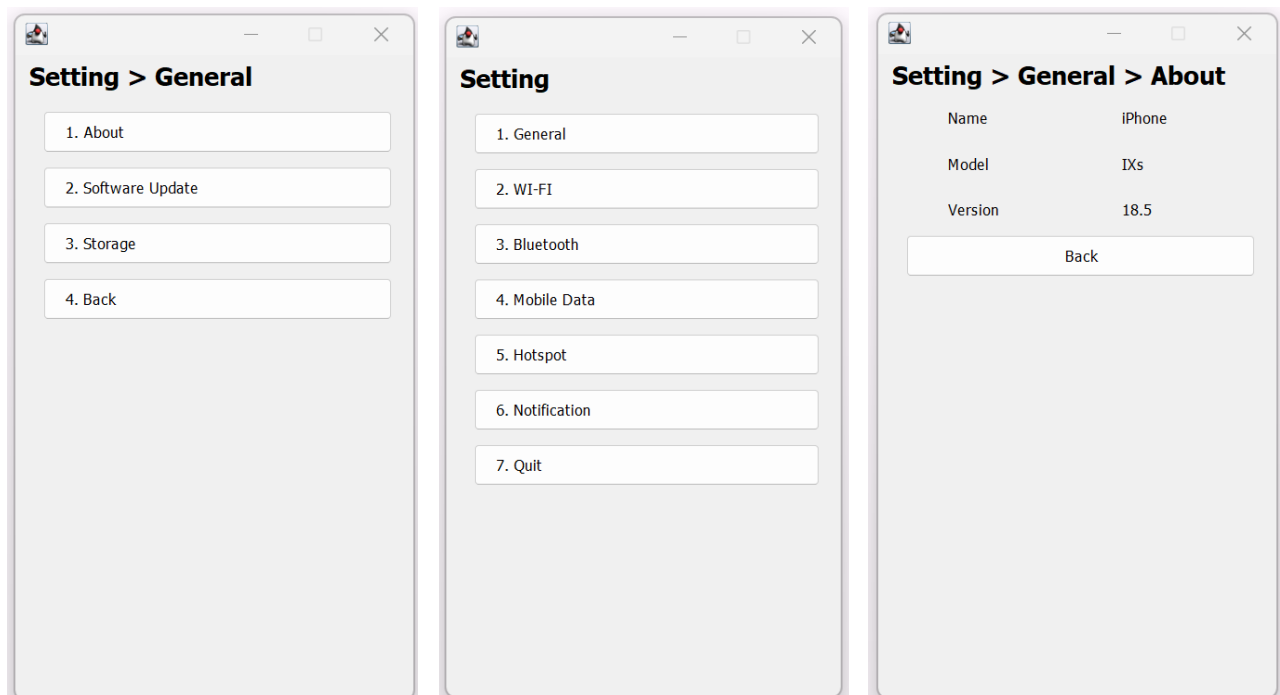 Setting > General
1. About
2. Software Update
3. Storage
4. Back
Setting
1. General
2. WI-FI
3. Bluetooth
4. Mobile Data
5. Hotspot
6. Notification
7. Quit
Setting > General > About
Name iPhone
Model IXs
Version 18.5
Back